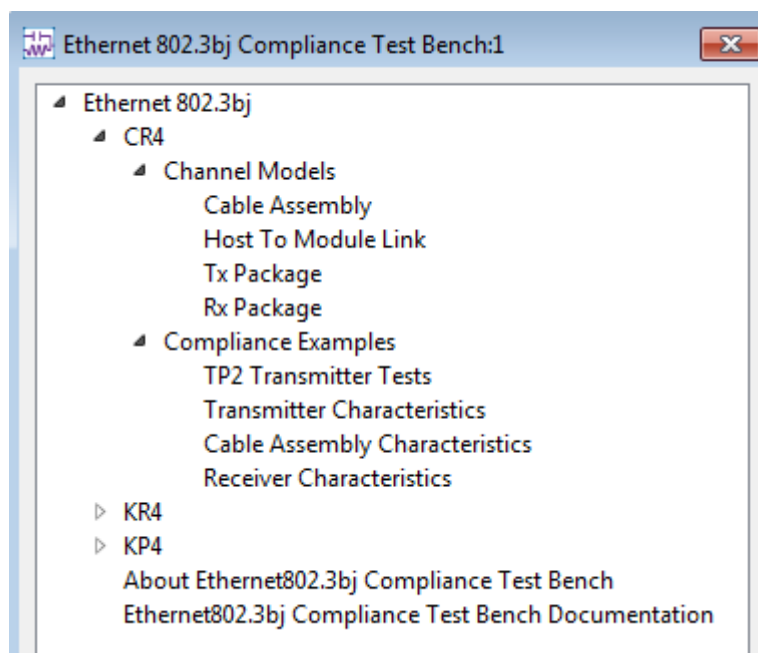 Ethernet 802.3bj Compliance Test Bench:1
Ethernet 802.3bj
CR4
Channel Models
Cable Assembly
Host To Module Link
Tx Package
Rx Package
Compliance Examples
TP2 Transmitter Tests
Transmitter Characteristics
Cable Assembly Characteristics
Receiver Characteristics
KR4
KP4
About Ethernet802.3bj Compliance Test Bench
Ethernet802.3bj Compliance Test Bench Documentation